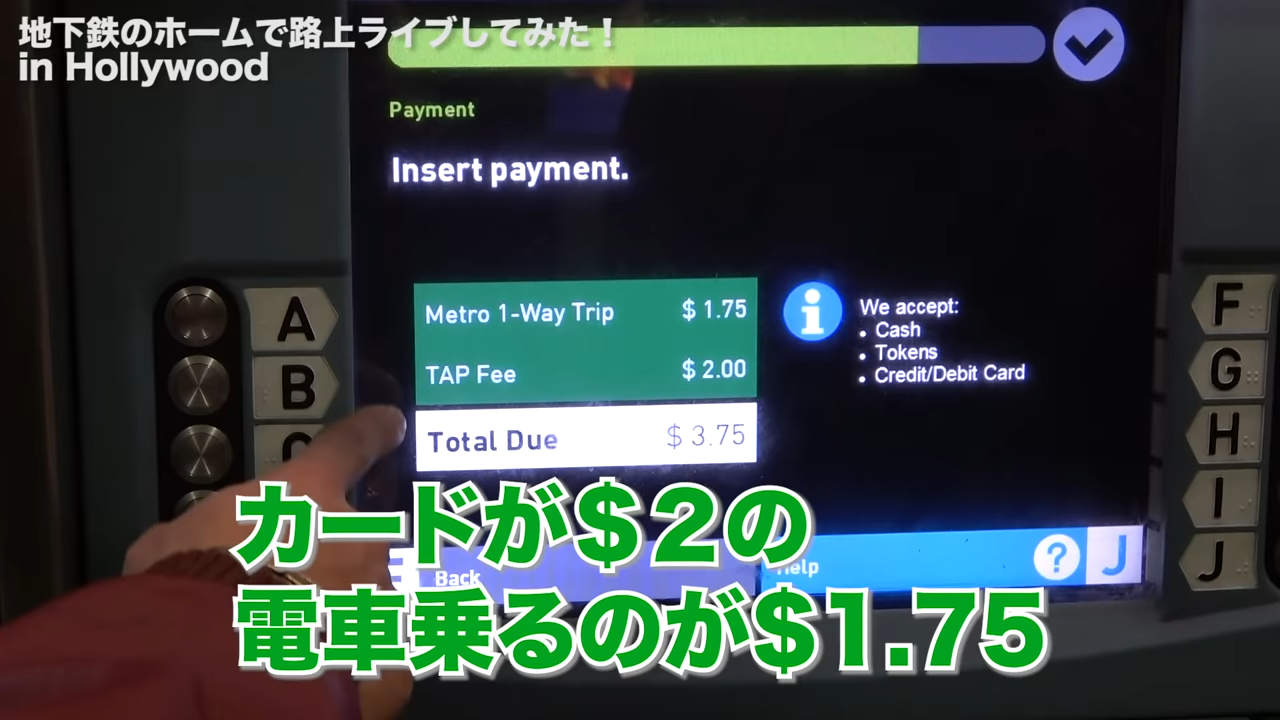 地下鉄のホームで路上ライブしてみた！
in Hollywood
Payment
Insert payment.
Metro 1-Way Trip $ 1.75
TAP Fee $ 2.00
Total Due $ 3.75
We accept:
• Cash
• Tokens
• Credit/Debit Card
A
B
F
G
H
I
J
Back
Help
? J
カードが＄２の
電車乗るのが$1.75